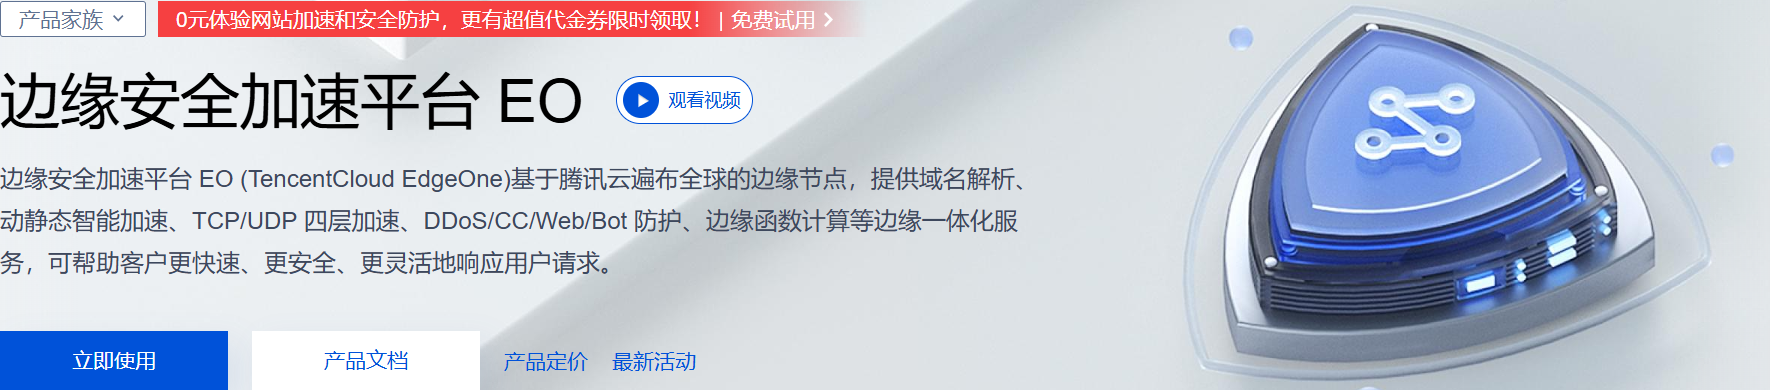 产品家族
0元体验网站加速和安全防护，更有超值代金券限时领取！ | 免费试用
边缘安全加速平台 EO
观看视频
边缘安全加速平台 EO (TencentCloud EdgeOne)基于腾讯云遍布全球的边缘节点，提供域名解析、
动静态智能加速、TCP/UDP 四层加速、DDoS/CC/Web/Bot 防护、边缘函数计算等边缘一体化服
务，可帮助客户更快速、更安全、更灵活地响应用户请求。
立即使用
产品文档
产品定价
最新活动